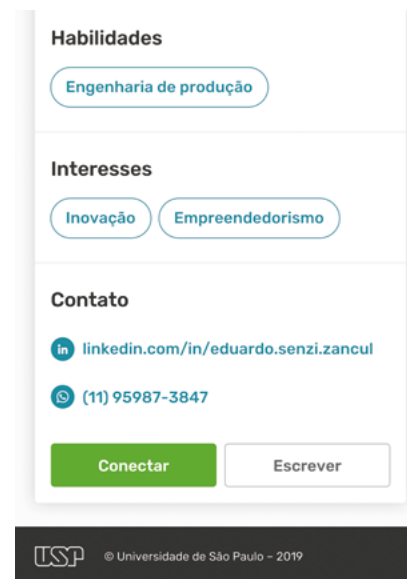 Habilidades
Engenharia de produção
Interesses
Inovação Empreendedorismo
Contato
in linkedin.com/in/eduardo.senzi.zancul
(11) 95987-3847
Conectar Escrever
USP © Universidade de São Paulo – 2019